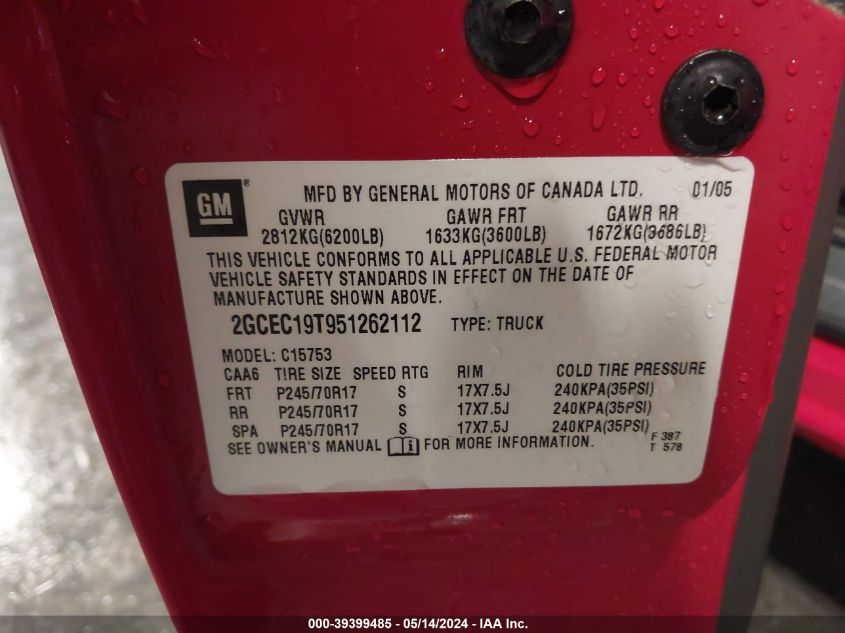 GM® MFD BY GENERAL MOTORS OF CANADA LTD. 01/05
GVWR GAWR FRT GAWR RR
2812KG(6200LB) 1633KG(3600LB) 1672KG(3686LB)
THIS VEHICLE CONFORMS TO ALL APPLICABLE U.S. FEDERAL MOTOR
VEHICLE SAFETY STANDARDS IN EFFECT ON THE DATE OF
MANUFACTURE SHOWN ABOVE.
2GCEC19T951262112 TYPE: TRUCK
MODEL: C15753
CAA6 TIRE SIZE SPEED RTG RIM COLD TIRE PRESSURE
FRT P245/70R17 S 17X7.5J 240KPA(35PSI)
RR P245/70R17 S 17X7.5J 240KPA(35PSI)
SPA P245/70R17 S 17X7.5J 240KPA(35PSI)
SEE OWNER'S MANUAL i FOR MORE INFORMATION.
F 387
T 578
000-39399485 - 05/14/2024 - IAA Inc.